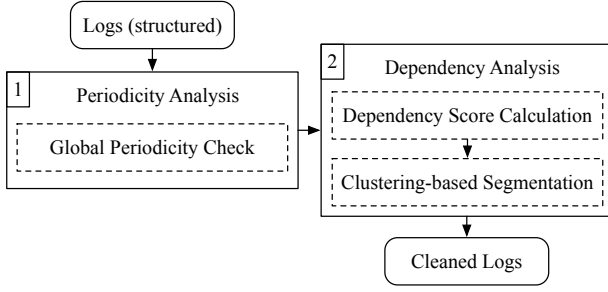 Logs (structured)
1
Periodicity Analysis
Global Periodicity Check
2
Dependency Analysis
Dependency Score Calculation
Clustering-based Segmentation
Cleaned Logs